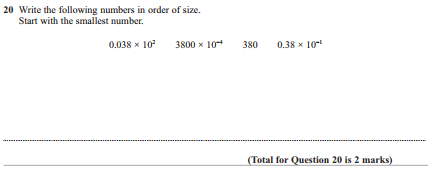 20 Write the following numbers in order of size.
Start with the smallest number.
0.038 × 10² 3800 × 10⁻⁴ 380 0.38 × 10⁻¹
(Total for Question 20 is 2 marks)